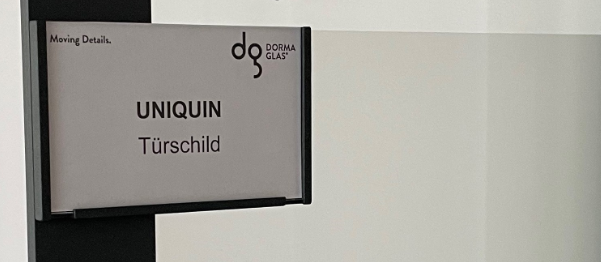 Moving Details.
dg DORMA
GLAS®
UNIQUIN
Türschild